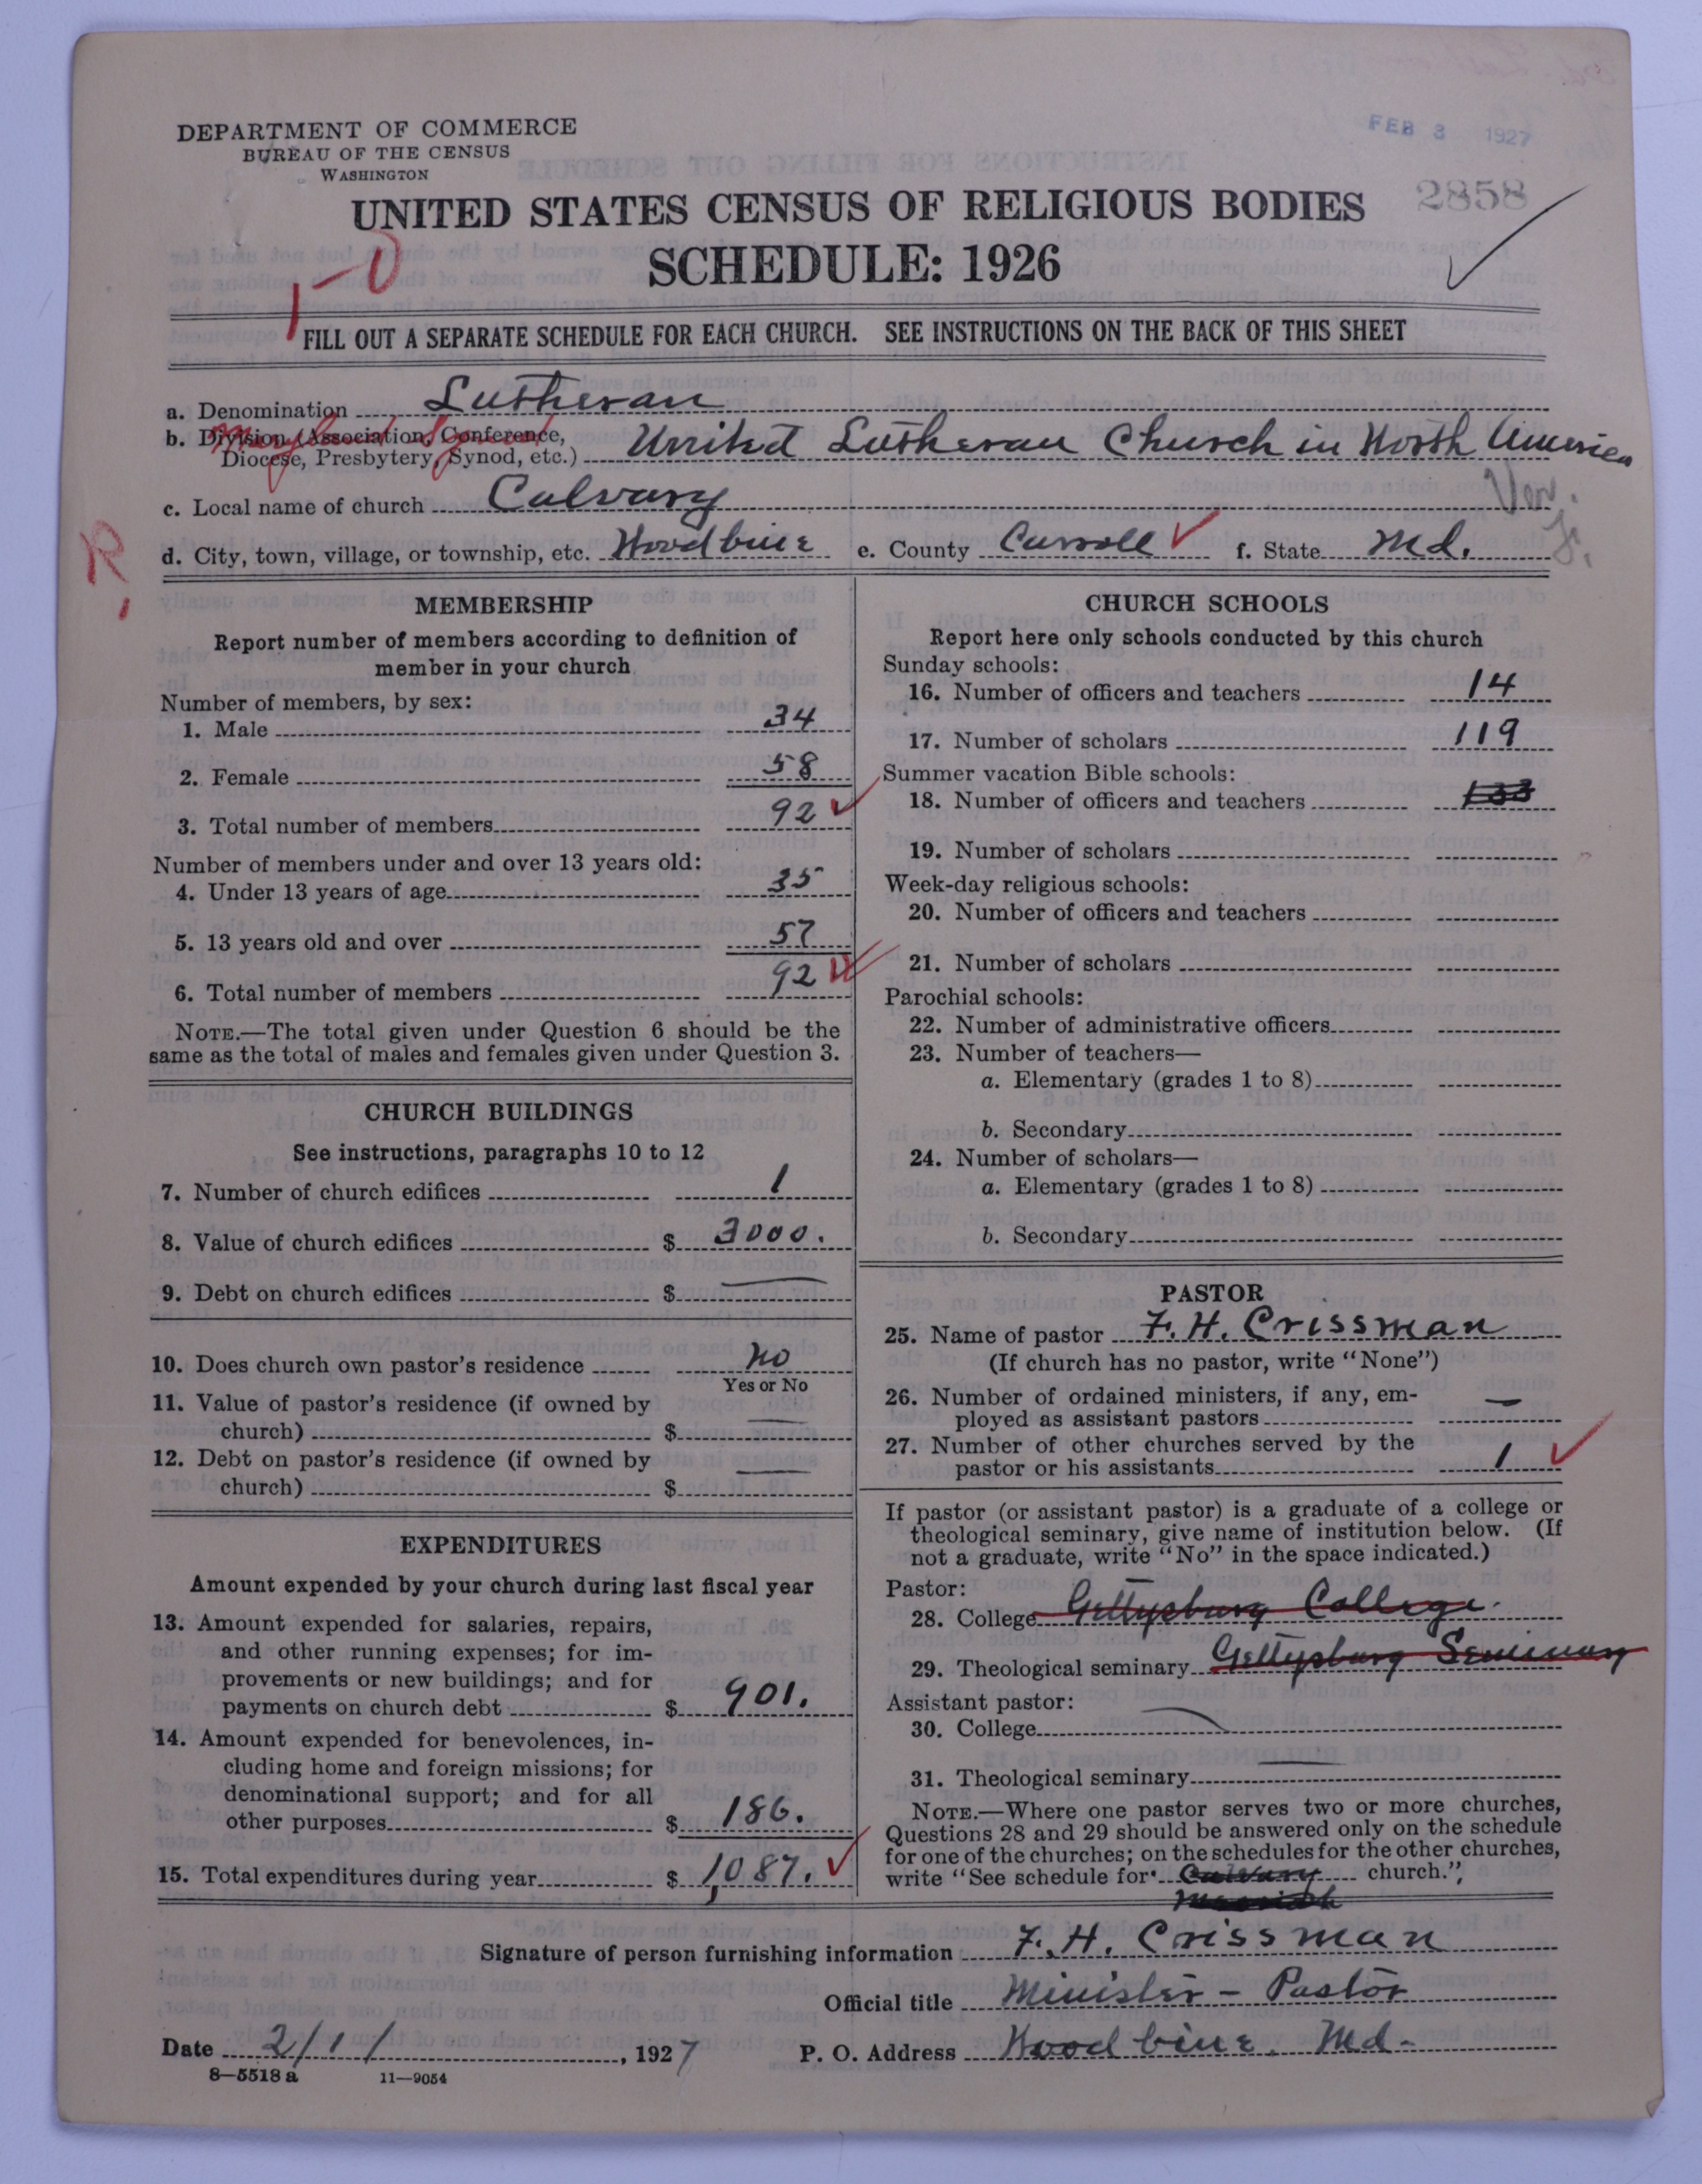 DEPARTMENT OF COMMERCE
BUREAU OF THE CENSUS
WASHINGTON
FEB 3 1927
2858
UNITED STATES CENSUS OF RELIGIOUS BODIES
SCHEDULE: 1926
1-0
FILL OUT A SEPARATE SCHEDULE FOR EACH CHURCH. SEE INSTRUCTIONS ON THE BACK OF THIS SHEET
a. Denomination Lutheran
Maryland Synod
b. Division (Association, Conference,
Diocese, Presbytery, Synod, etc.) United Lutheran Church in North America
c. Local name of church Calvary
R
d. City, town, village, or township, etc. Woodbine e. County Carroll f. State Md.
MEMBERSHIP
Report number of members according to definition of
member in your church
Number of members, by sex:
1. Male 34
2. Female 58
3. Total number of members 92
Number of members under and over 13 years old:
4. Under 13 years of age 35
5. 13 years old and over 57
6. Total number of members 92
NOTE.—The total given under Question 6 should be the
same as the total of males and females given under Question 3.
CHURCH BUILDINGS
See instructions, paragraphs 10 to 12
7. Number of church edifices 1
8. Value of church edifices $ 3000.
9. Debt on church edifices $ —
10. Does church own pastor's residence no
Yes or No
11. Value of pastor's residence (if owned by
church) $ —
12. Debt on pastor's residence (if owned by
church) $ —
EXPENDITURES
Amount expended by your church during last fiscal year
13. Amount expended for salaries, repairs,
and other running expenses; for im-
provements or new buildings; and for
payments on church debt $ 901.
14. Amount expended for benevolences, in-
cluding home and foreign missions; for
denominational support; and for all
other purposes $ 186.
15. Total expenditures during year $ 1,087.
CHURCH SCHOOLS
Report here only schools conducted by this church
Sunday schools:
16. Number of officers and teachers 14
17. Number of scholars 119
Summer vacation Bible schools:
18. Number of officers and teachers 133
19. Number of scholars
Week-day religious schools:
20. Number of officers and teachers
21. Number of scholars
Parochial schools:
22. Number of administrative officers
23. Number of teachers—
a. Elementary (grades 1 to 8)
b. Secondary
24. Number of scholars—
a. Elementary (grades 1 to 8)
b. Secondary
PASTOR
25. Name of pastor F. H. Crissman
(If church has no pastor, write "None")
26. Number of ordained ministers, if any, em-
ployed as assistant pastors —
27. Number of other churches served by the
pastor or his assistants 1
If pastor (or assistant pastor) is a graduate of a college or
theological seminary, give name of institution below. (If
not a graduate, write "No" in the space indicated.)
Pastor:
28. College Gettysburg College.
29. Theological seminary Gettysburg Seminary
Assistant pastor:
30. College —
31. Theological seminary —
NOTE.—Where one pastor serves two or more churches,
Questions 28 and 29 should be answered only on the schedule
for one of the churches; on the schedules for the other churches,
write "See schedule for Calvary church."
Messiah
Signature of person furnishing information F. H. Crissman
Official title Minister - Pastor
Date 2/1/, 1927 P. O. Address Woodbine, Md-
8—5518 a 11—9054